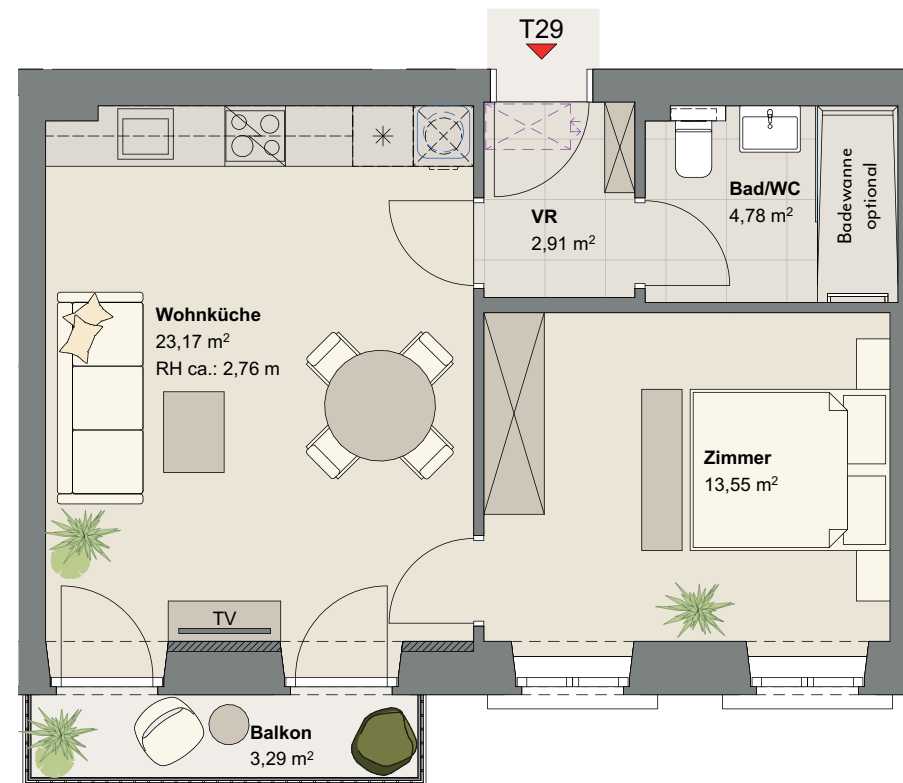 T29
VR
2,91 m²
Bad/WC
4,78 m²
Badewanne
optional
Wohnküche
23,17 m²
RH ca.: 2,76 m
Zimmer
13,55 m²
TV
Balkon
3,29 m²